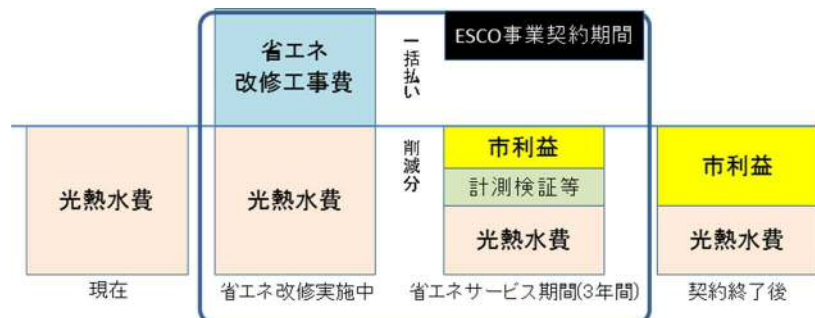 省エネ
改修工事費
一括払い
ESCO事業契約期間
光熱水費
光熱水費
削減分
市利益
計測検証等
光熱水費
市利益
光熱水費
現在
省エネ改修実施中
省エネサービス期間(3年間)
契約終了後